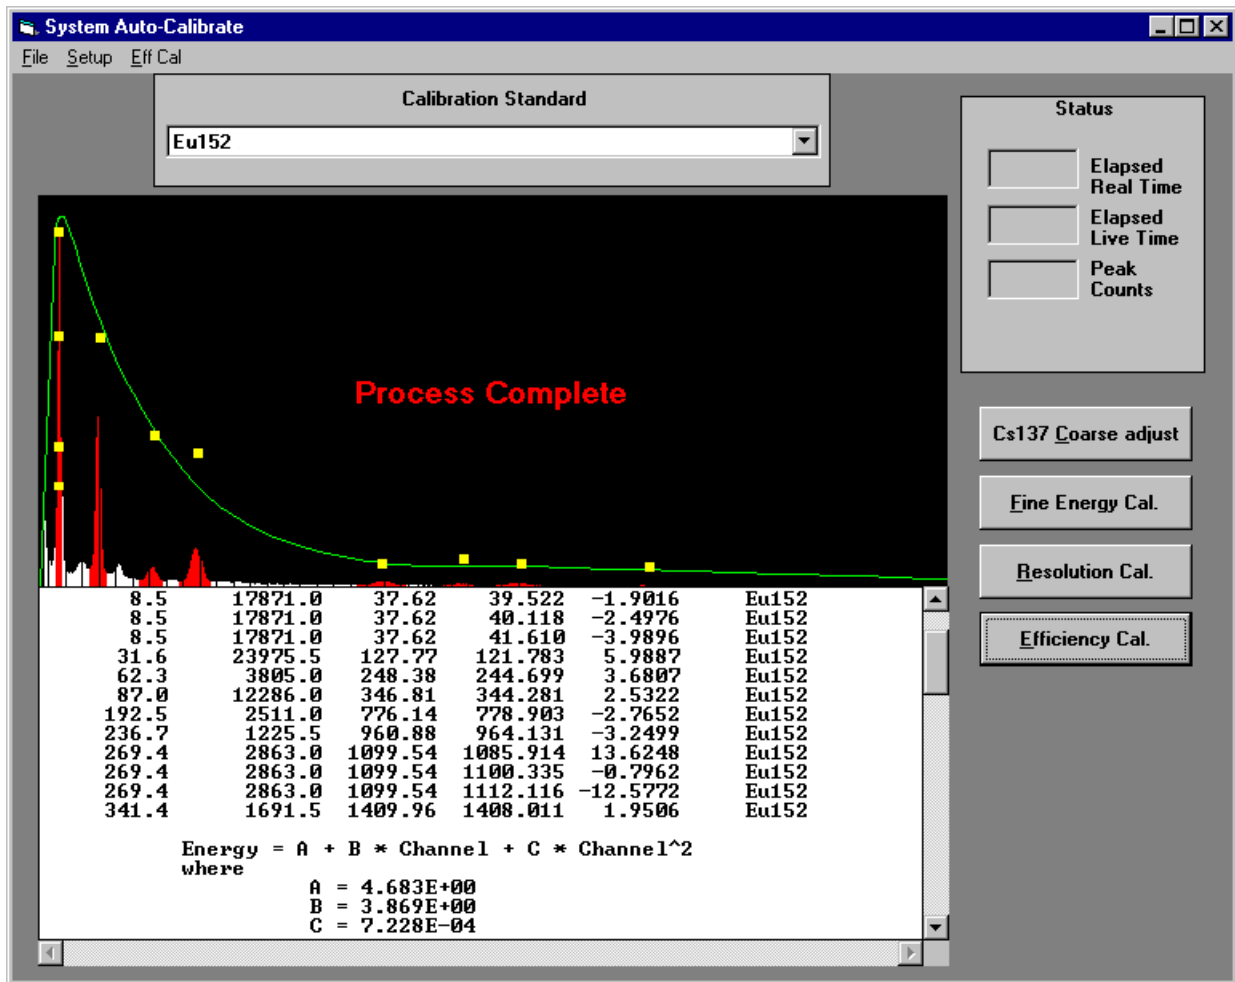 System Auto-Calibrate
File Setup Eff Cal
Calibration Standard
Eu152
Status
Elapsed
Real Time
Elapsed
Live Time
Peak
Counts
Process Complete
Cs137 Coarse adjust
Fine Energy Cal.
Resolution Cal.
Efficiency Cal.
8.5 17871.0 37.62 39.522 -1.9016 Eu152
8.5 17871.0 37.62 40.118 -2.4976 Eu152
8.5 17871.0 37.62 41.610 -3.9896 Eu152
31.6 23975.5 127.77 121.783 5.9887 Eu152
62.3 3805.0 248.38 244.699 3.6807 Eu152
87.0 12286.0 346.81 344.281 2.5322 Eu152
192.5 2511.0 776.14 778.903 -2.7652 Eu152
236.7 1225.5 960.88 964.131 -3.2499 Eu152
269.4 2863.0 1099.54 1085.914 13.6248 Eu152
269.4 2863.0 1099.54 1100.335 -0.7962 Eu152
269.4 2863.0 1099.54 1112.116 -12.5772 Eu152
341.4 1691.5 1409.96 1408.011 1.9506 Eu152
Energy = A + B * Channel + C * Channel^2
where
A = 4.683E+00
B = 3.869E+00
C = 7.228E-04